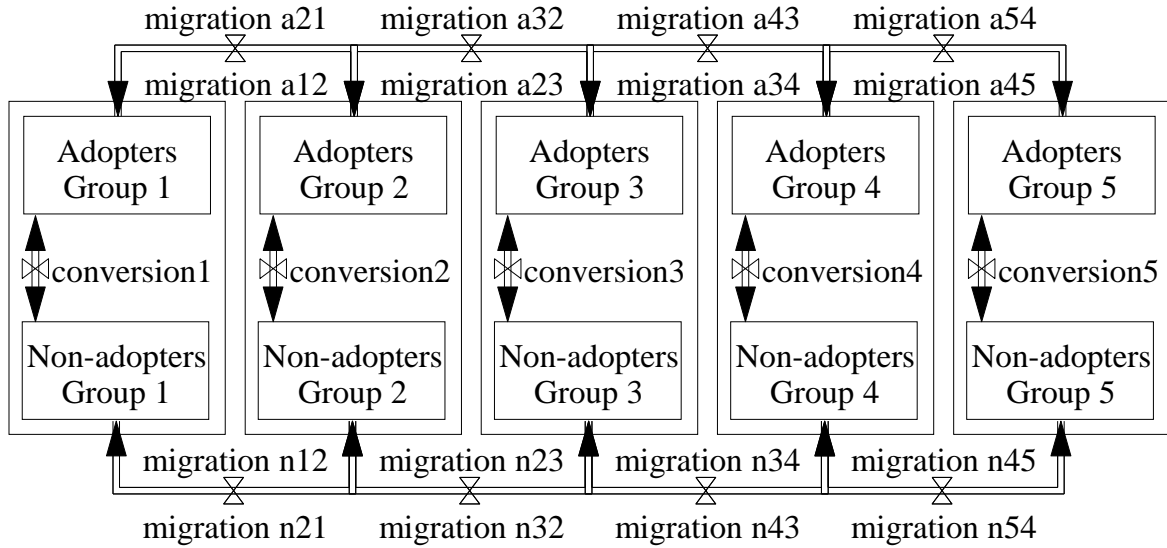 migration a21 migration a32 migration a43 migration a54
migration a12 migration a23 migration a34 migration a45
Adopters Adopters Adopters Adopters Adopters
Group 1 Group 2 Group 3 Group 4 Group 5
conversion1 conversion2 conversion3 conversion4 conversion5
Non-adopters Non-adopters Non-adopters Non-adopters Non-adopters
Group 1 Group 2 Group 3 Group 4 Group 5
migration n12 migration n23 migration n34 migration n45
migration n21 migration n32 migration n43 migration n54